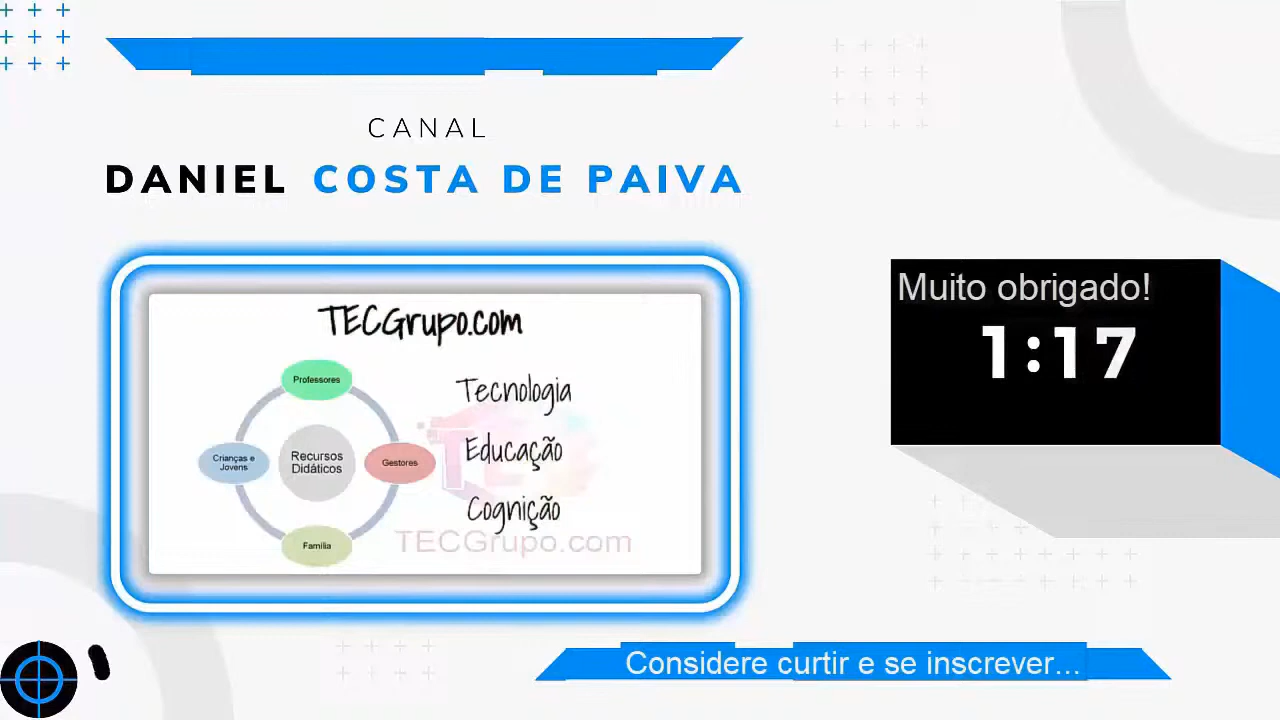 CANAL
DANIEL COSTA DE PAIVA
TECGrupo.com
Professores
Crianças e
Jovens
Recursos
Didáticos
Gestores
Família
Tecnologia
Educação
Cognição
TEC
TECGrupo.com
Muito obrigado!
1:17
Considere curtir e se inscrever...